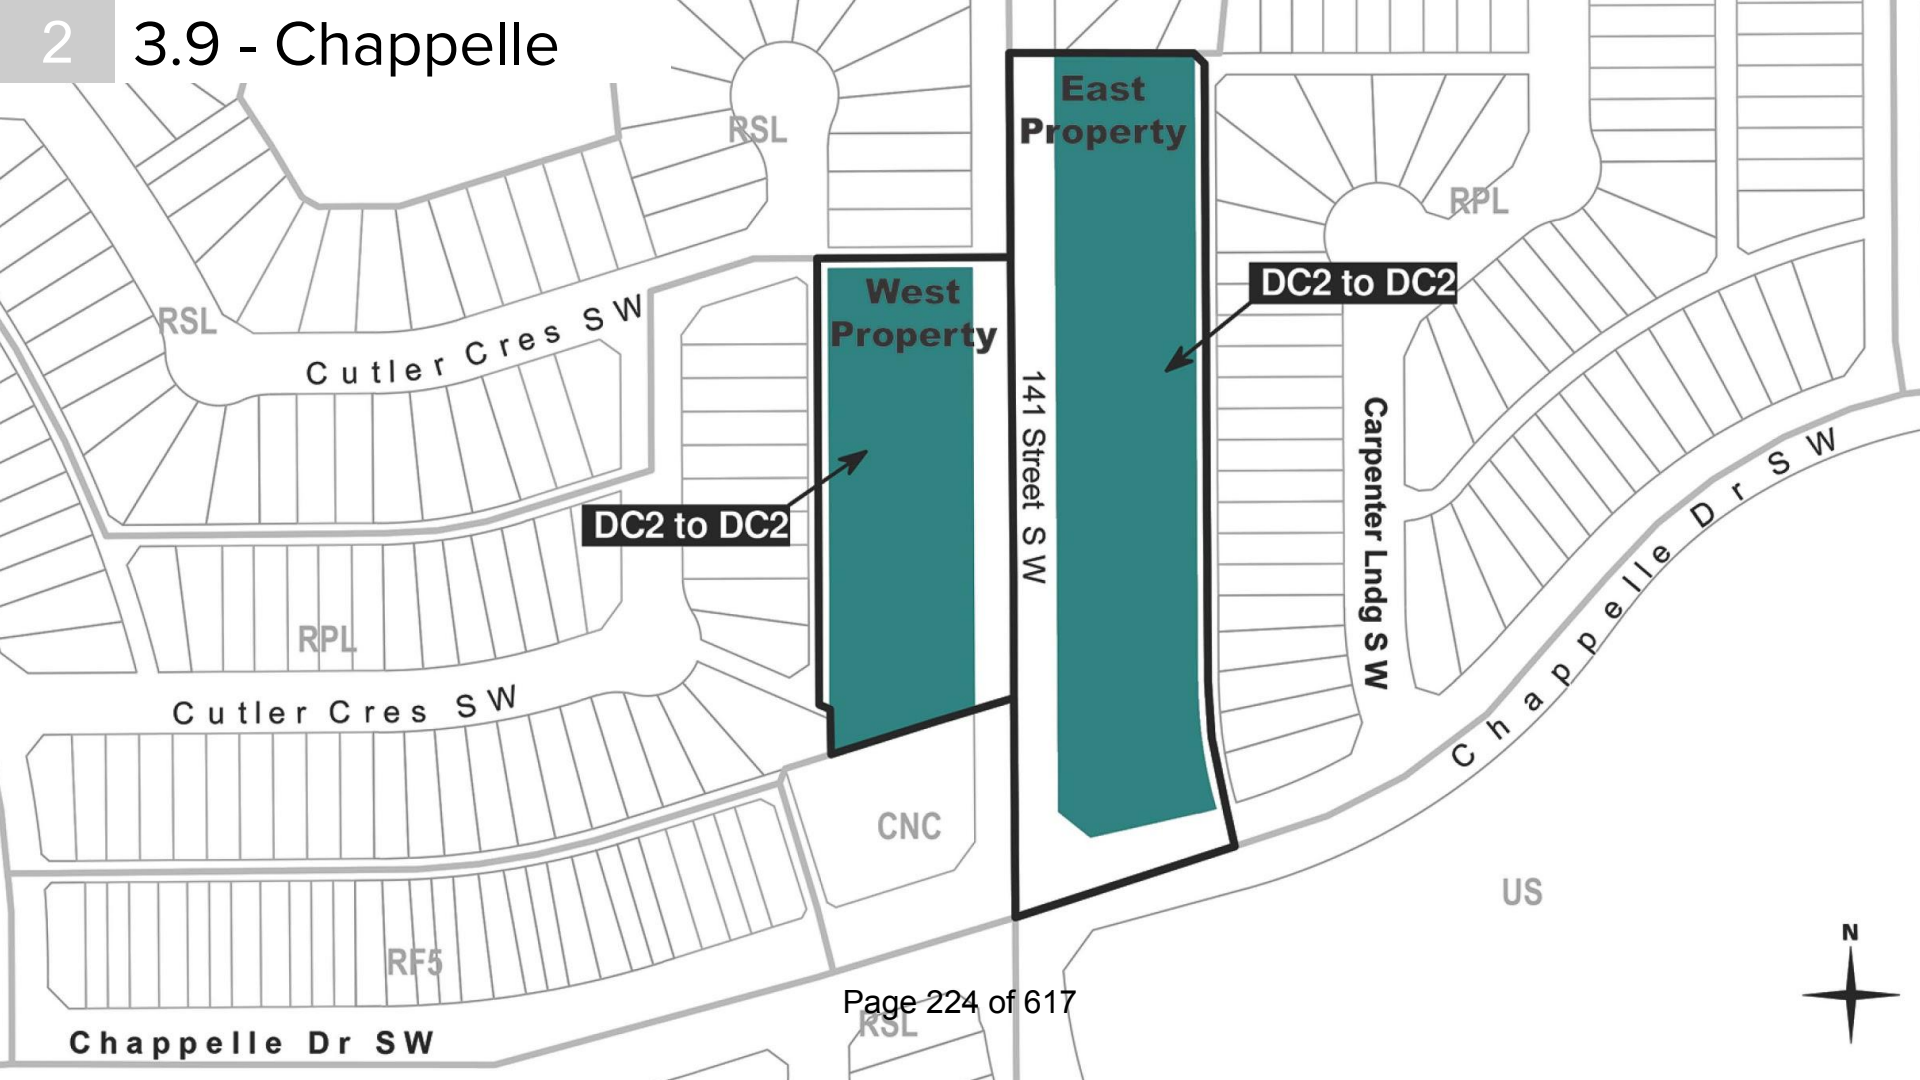 2
3.9 - Chappelle
East
Property
RSL
RPL
West
Property
DC2 to DC2
RSL
Cutler Cres SW
141 Street SW
Carpenter Lndg SW
Chappelle Dr SW
DC2 to DC2
RPL
Cutler Cres SW
CNC
US
RF5
N
Page 224 of 617
RSL
Chappelle Dr SW